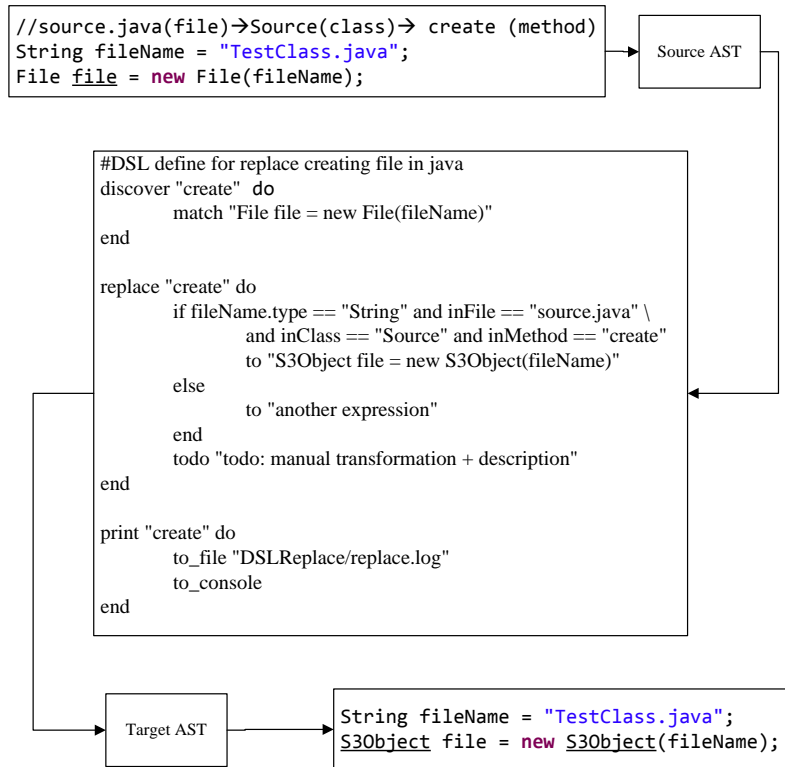 //source.java(file)→Source(class)→ create (method)
String fileName = "TestClass.java";
File file = new File(fileName);
Source AST
#DSL define for replace creating file in java
discover "create" do
match "File file = new File(fileName)"
end
replace "create" do
if fileName.type == "String" and inFile == "source.java" \
and inClass == "Source" and inMethod == "create"
to "S3Object file = new S3Object(fileName)"
else
to "another expression"
end
todo "todo: manual transformation + description"
end
print "create" do
to_file "DSLReplace/replace.log"
to_console
end
Target AST
String fileName = "TestClass.java";
S3Object file = new S3Object(fileName);